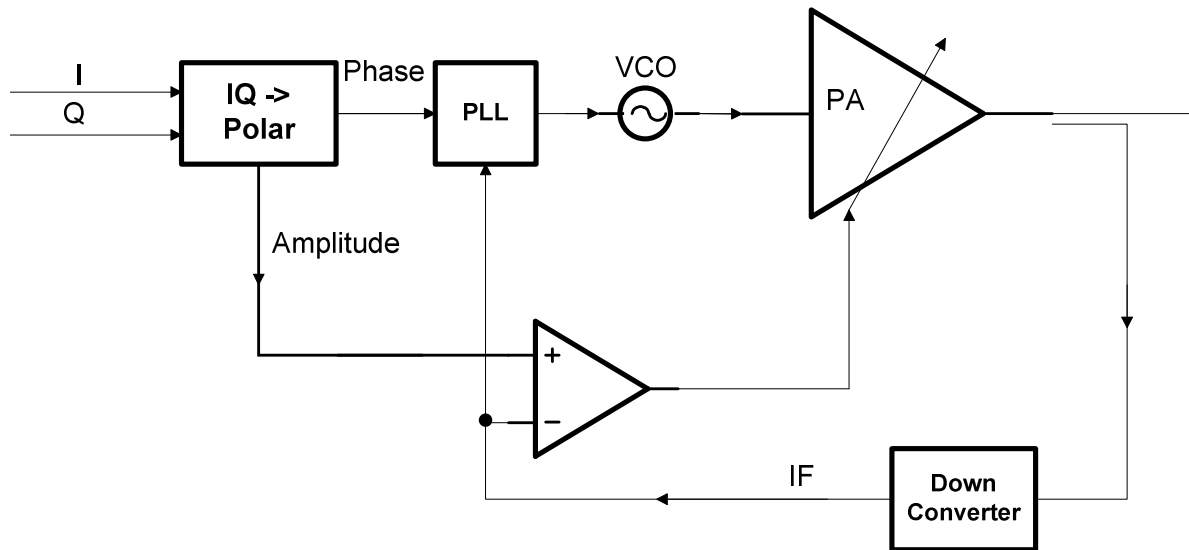 I
Q
IQ ->
Polar
Phase
PLL
VCO
PA
Amplitude
+
−
IF
Down
Converter